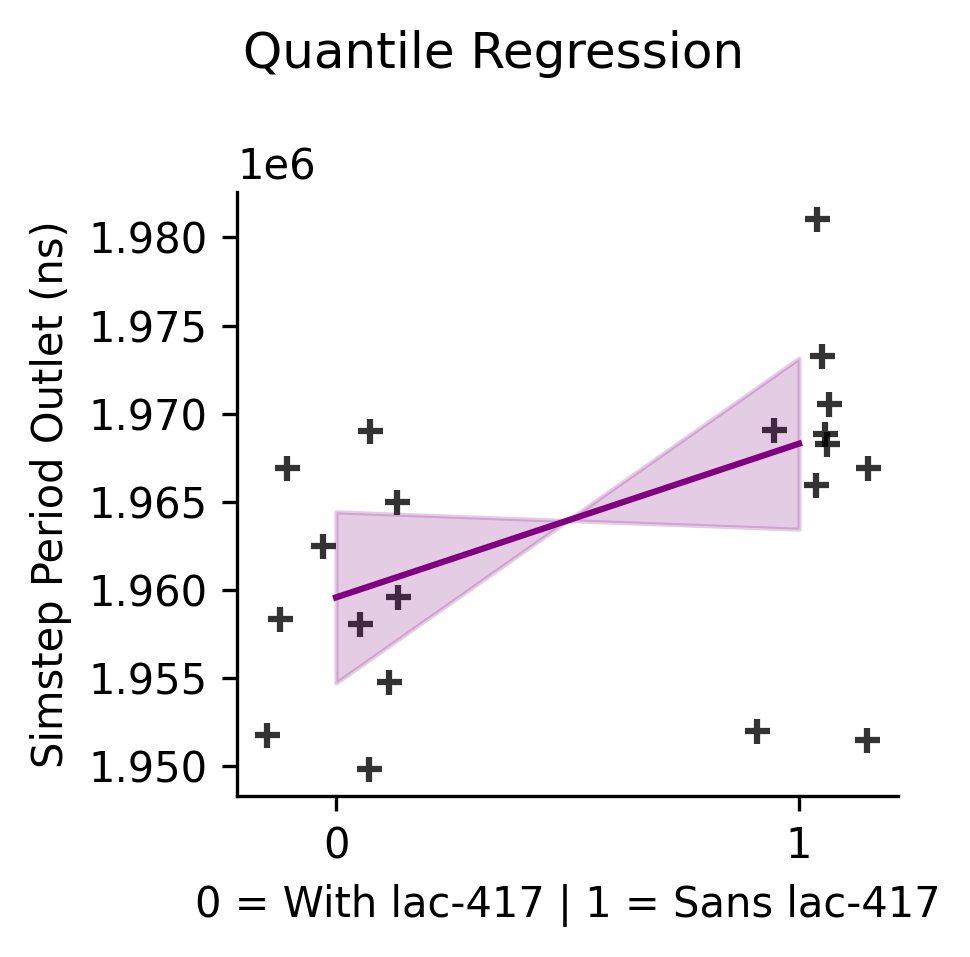 Quantile Regression
1e6
1.980
1.975
1.970
1.965
1.960
1.955
1.950
Simstep Period Outlet (ns)
0 1
0 = With lac-417 | 1 = Sans lac-417